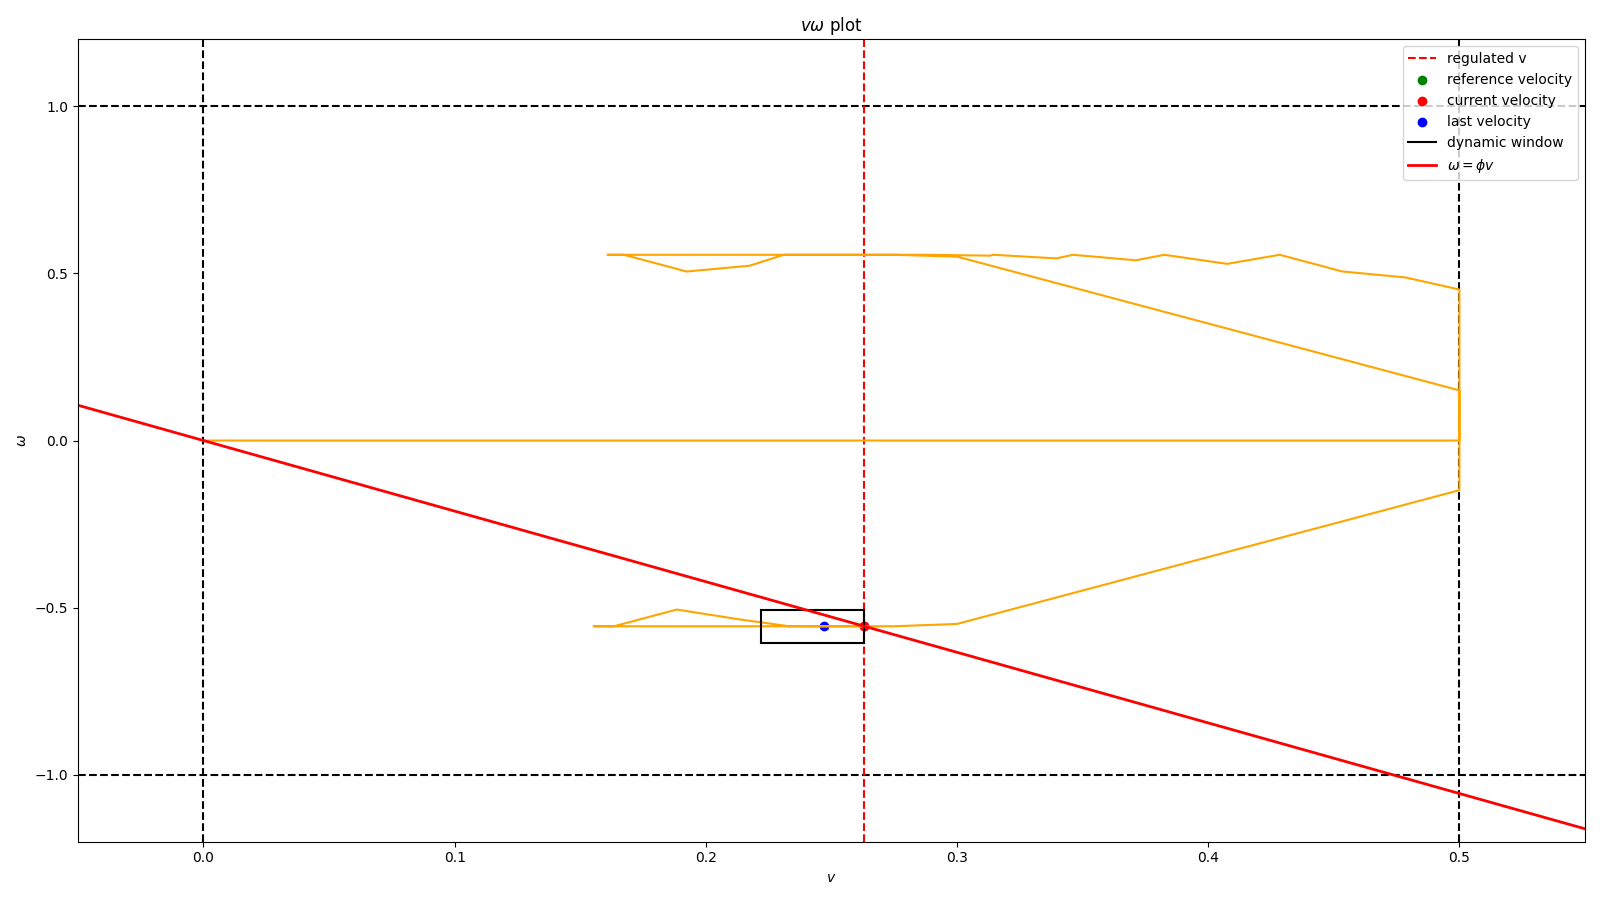 vω plot
regulated v
reference velocity
current velocity
last velocity
dynamic window
ω = ϕv
1.0
0.5
0.0
−0.5
−1.0
ω
0.0 0.1 0.2 0.3 0.4 0.5
v